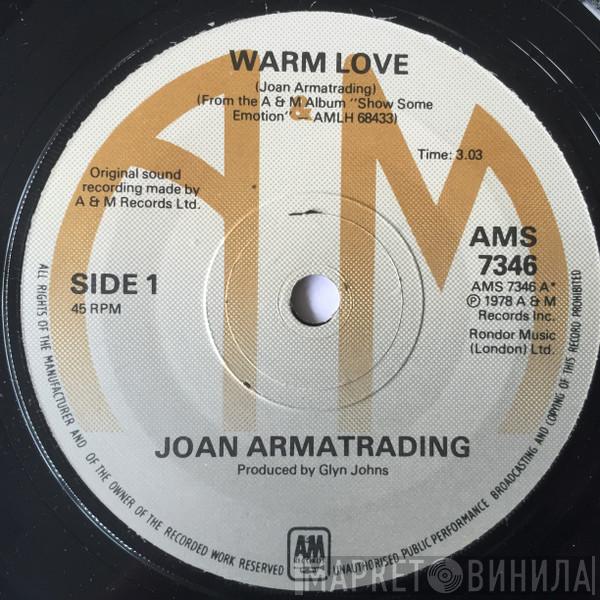 WARM LOVE
(Joan Armatrading)
(From the A & M Album "Show Some
Emotion" — AMLH 68433)
Time: 3.03
Original sound
recording made by
A & M Records Ltd.
SIDE 1
45 RPM
AMS
7346
AMS 7346 A*
℗ 1978 A & M
Records Inc.
Rondor Music
(London) Ltd.
JOAN ARMATRADING
Produced by Glyn Johns
ALL RIGHTS OF THE MANUFACTURER AND OF THE OWNER OF THE RECORDED WORK RESERVED
UNAUTHORISED PUBLIC PERFORMANCE BROADCASTING AND COPYING OF THIS RECORD PROHIBITED
A&M
RECORDS
A&M
МАРКЕТ ВИНИЛА